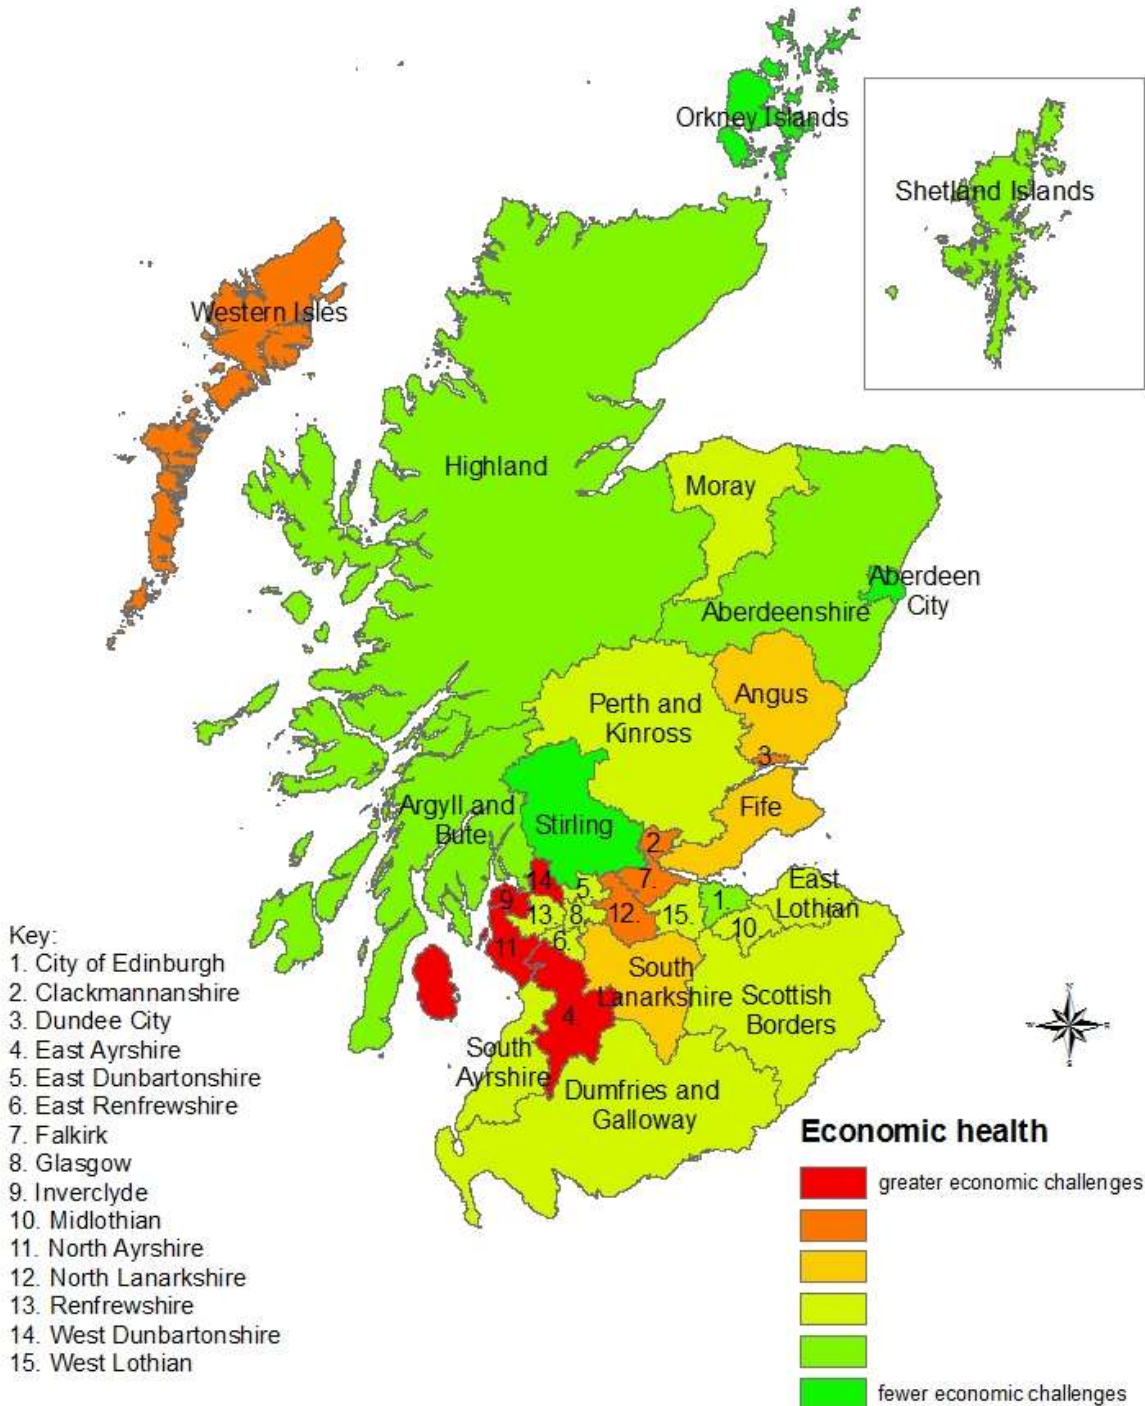 Orkney Islands
Shetland Islands
Western Isles
Highland
Moray
Aberdeen
City
Aberdeenshire
Angus
Perth and
Kinross
3.
Fife
Argyll and
Bute
Stirling
2.
14.
5.
7.
East
Lothian
9.
13.
8.
12.
15.
1.
10.
11.
6.
South
Lanarkshire
Scottish
Borders
4.
South
Ayrshire
Dumfries and
Galloway
Key:
1. City of Edinburgh
2. Clackmannanshire
3. Dundee City
4. East Ayrshire
5. East Dunbartonshire
6. East Renfrewshire
7. Falkirk
8. Glasgow
9. Inverclyde
10. Midlothian
11. North Ayrshire
12. North Lanarkshire
13. Renfrewshire
14. West Dunbartonshire
15. West Lothian
N
W
E
S
Economic health
greater economic challenges
fewer economic challenges